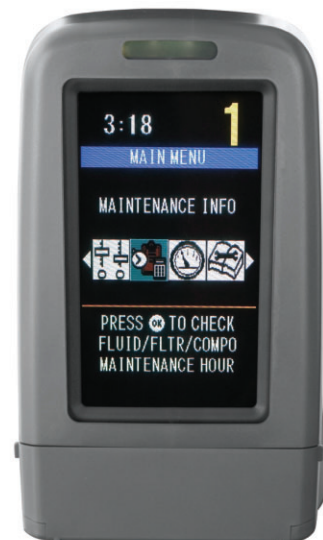 3:18 1
MAIN MENU
MAINTENANCE INFO
PRESS OK TO CHECK
FLUID/FLTR/COMPO
MAINTENANCE HOUR